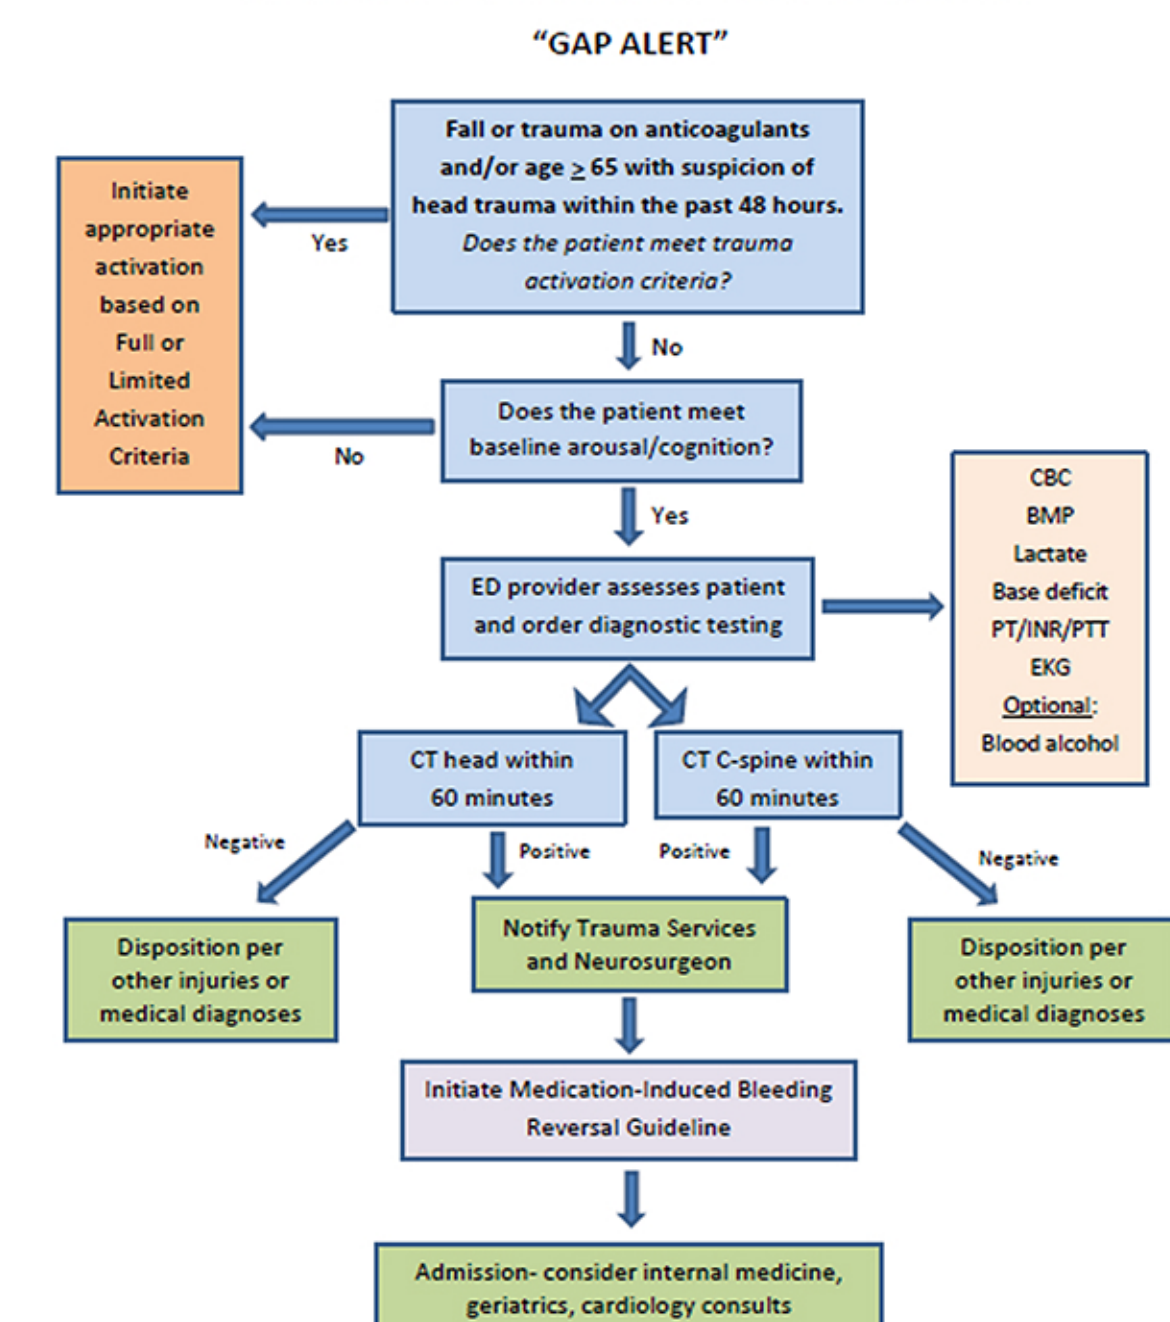 “GAP ALERT”
Fall or trauma on anticoagulants
and/or age ≥ 65 with suspicion of
head trauma within the past 48 hours.
Does the patient meet trauma
activation criteria?
Initiate
appropriate
activation
based on
Full or
Limited
Activation
Criteria
Yes
No
Does the patient meet
baseline arousal/cognition?
No
Yes
ED provider assesses patient
and order diagnostic testing
CBC
BMP
Lactate
Base deficit
PT/INR/PTT
EKG
Optional:
Blood alcohol
CT head within
60 minutes
CT C-spine within
60 minutes
Negative
Positive
Positive
Negative
Disposition per
other injuries or
medical diagnoses
Notify Trauma Services
and Neurosurgeon
Disposition per
other injuries or
medical diagnoses
Initiate Medication-Induced Bleeding
Reversal Guideline
Admission- consider internal medicine,
geriatrics, cardiology consults